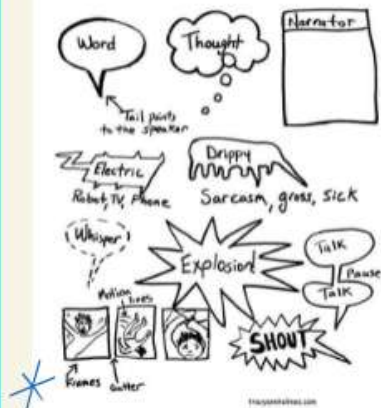 Word
Thought
Narrator
Tail points
to the speaker
Electric
Robot, TV, Phone
Drippy
Sarcasm, gross, sick
Whisper
Explosion!
Talk
Pause
Talk
Motion
lines
SHOUT
Frames
Gutter